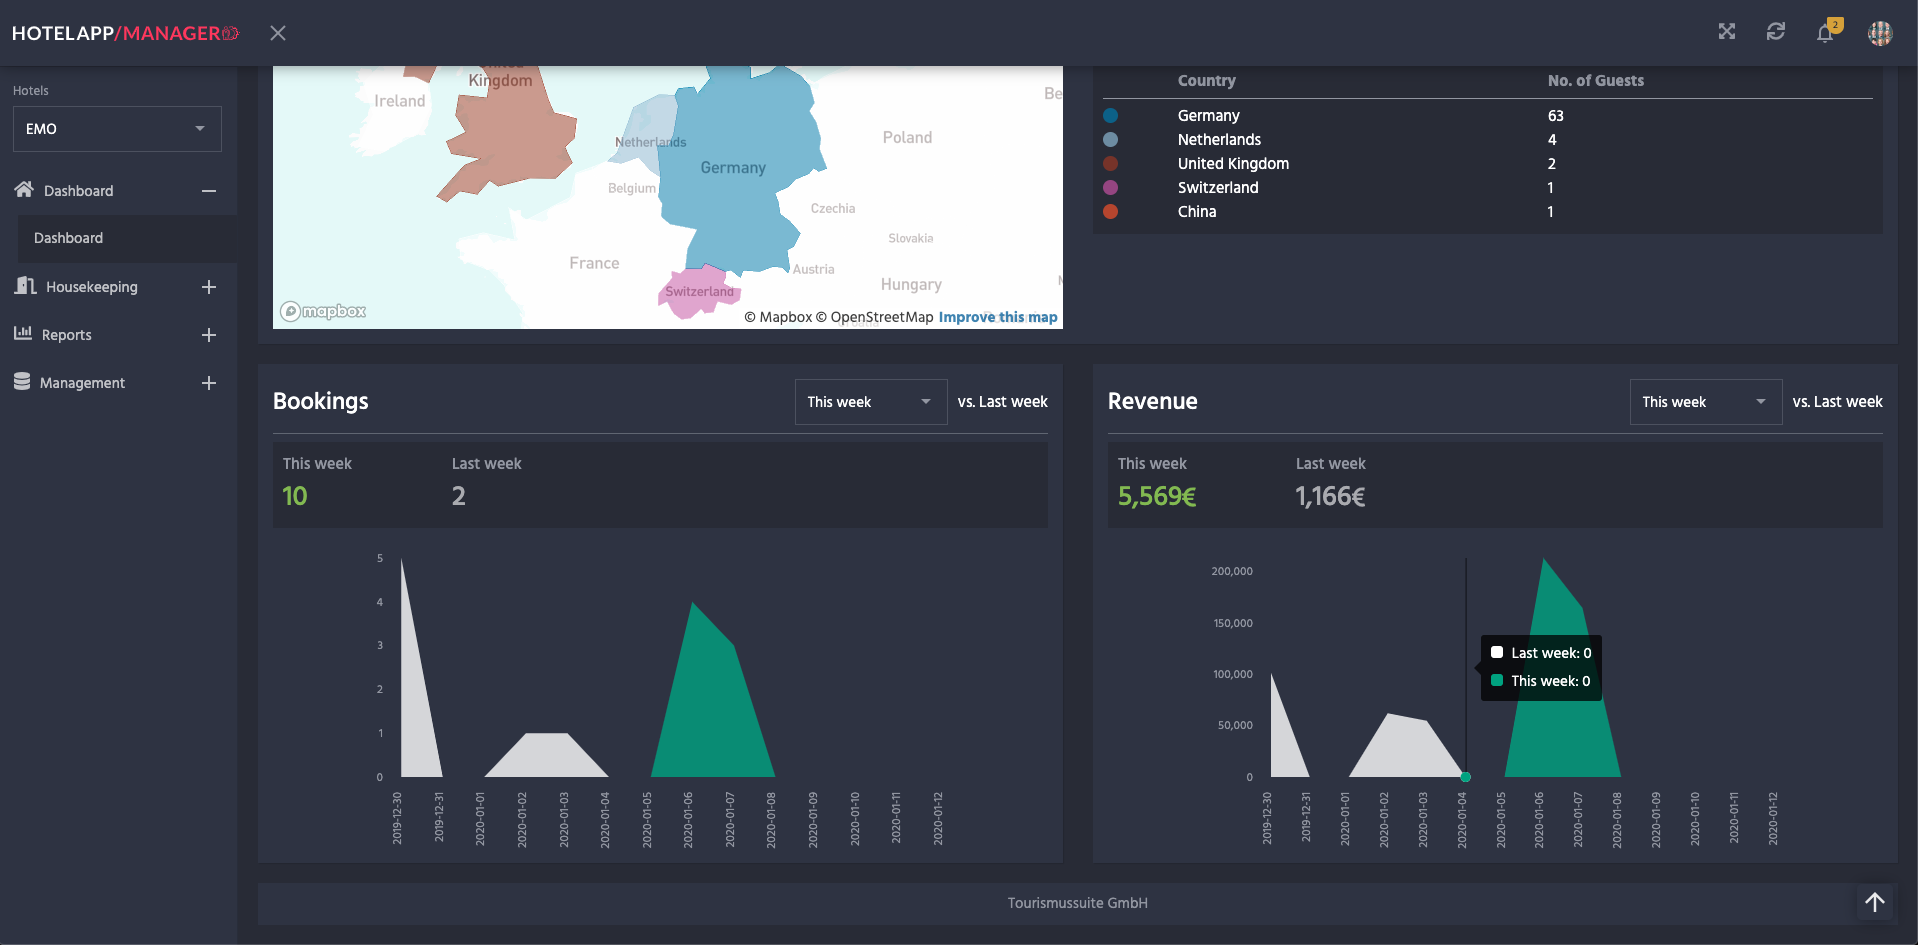 HOTELAPP/MANAGER
2
Hotels
EMO
Dashboard
Dashboard
Housekeeping
Reports
Management
United
Kingdom
Ireland
Netherlands
Belgium
Germany
Poland
Czechia
Slovakia
France
Austria
Hungary
Switzerland
mapbox
© Mapbox © OpenStreetMap Improve this map
Country No. of Guests
Germany 63
Netherlands 4
United Kingdom 2
Switzerland 1
China 1
Bookings
This week vs. Last week
This week Last week
10 2
5
4
3
2
1
0
2019-12-30 2019-12-31 2020-01-01 2020-01-02 2020-01-03 2020-01-04 2020-01-05 2020-01-06 2020-01-07 2020-01-08 2020-01-09 2020-01-10 2020-01-11 2020-01-12
Revenue
This week vs. Last week
This week Last week
5,569€ 1,166€
200,000
150,000
100,000
50,000
0
Last week: 0
This week: 0
2019-12-30 2019-12-31 2020-01-01 2020-01-02 2020-01-03 2020-01-04 2020-01-05 2020-01-06 2020-01-07 2020-01-08 2020-01-09 2020-01-10 2020-01-11 2020-01-12
Tourismussuite GmbH